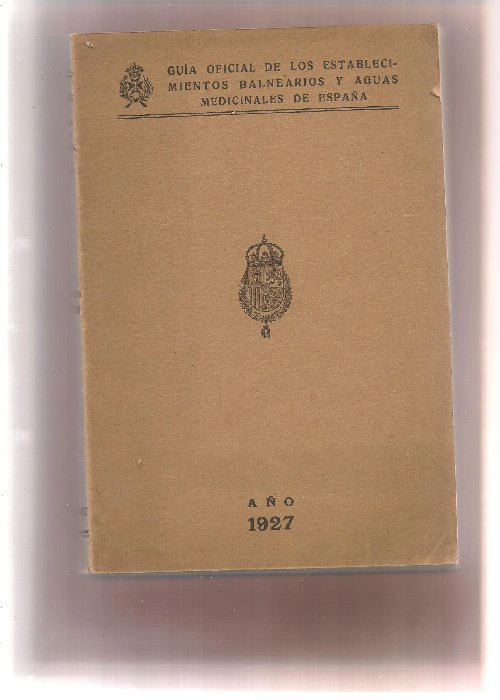 GUÍA OFICIAL DE LOS ESTABLECI-
MIENTOS BALNEARIOS Y AGUAS
MEDICINALES DE ESPAÑA
AÑO
1927